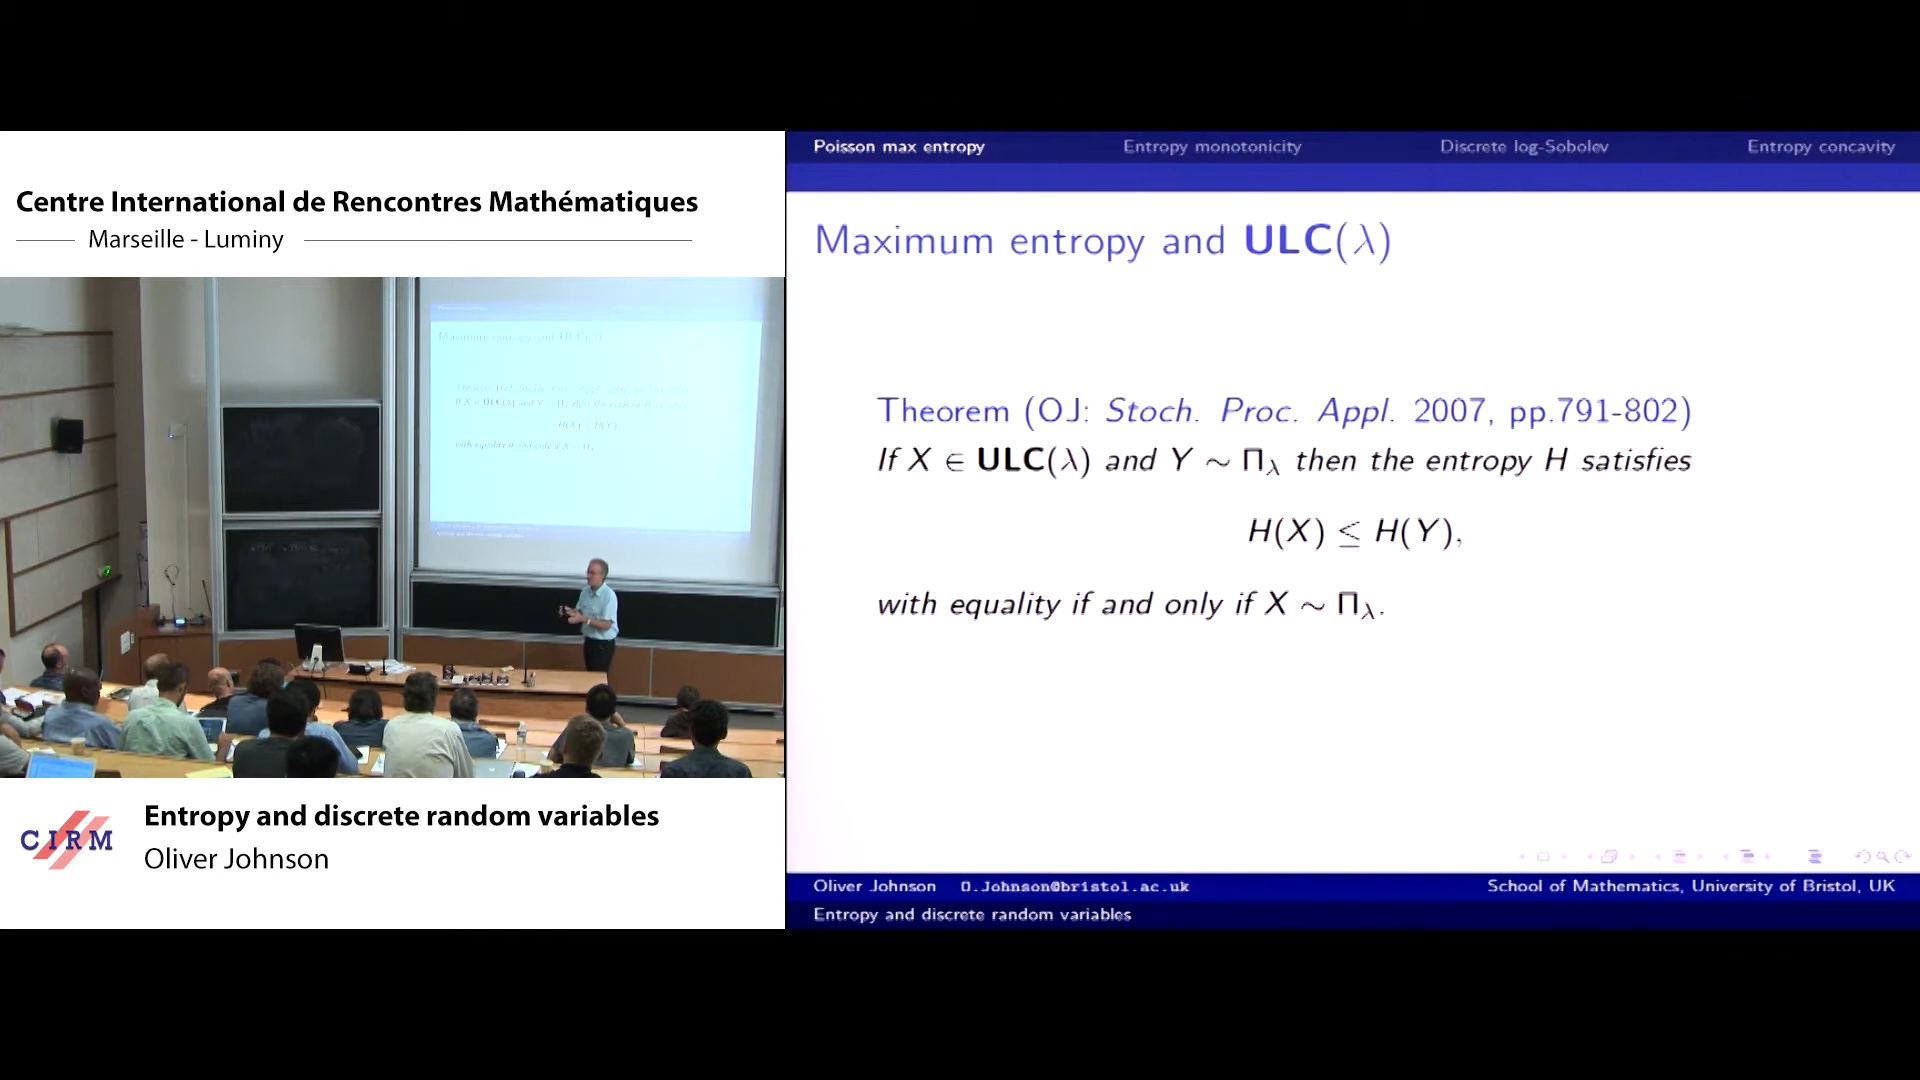 Centre International de Rencontres Mathématiques
Marseille - Luminy
CIRM
Entropy and discrete random variables
Oliver Johnson
Poisson max entropy Entropy monotonicity Discrete log-Sobolev Entropy concavity
Maximum entropy and ULC(λ)
Theorem (OJ: Stoch. Proc. Appl. 2007, pp.791-802)
If X ∈ ULC(λ) and Y ∼ Π_λ then the entropy H satisfies
H(X) ≤ H(Y),
with equality if and only if X ∼ Π_λ.
Oliver Johnson O.Johnson@bristol.ac.uk School of Mathematics, University of Bristol, UK
Entropy and discrete random variables